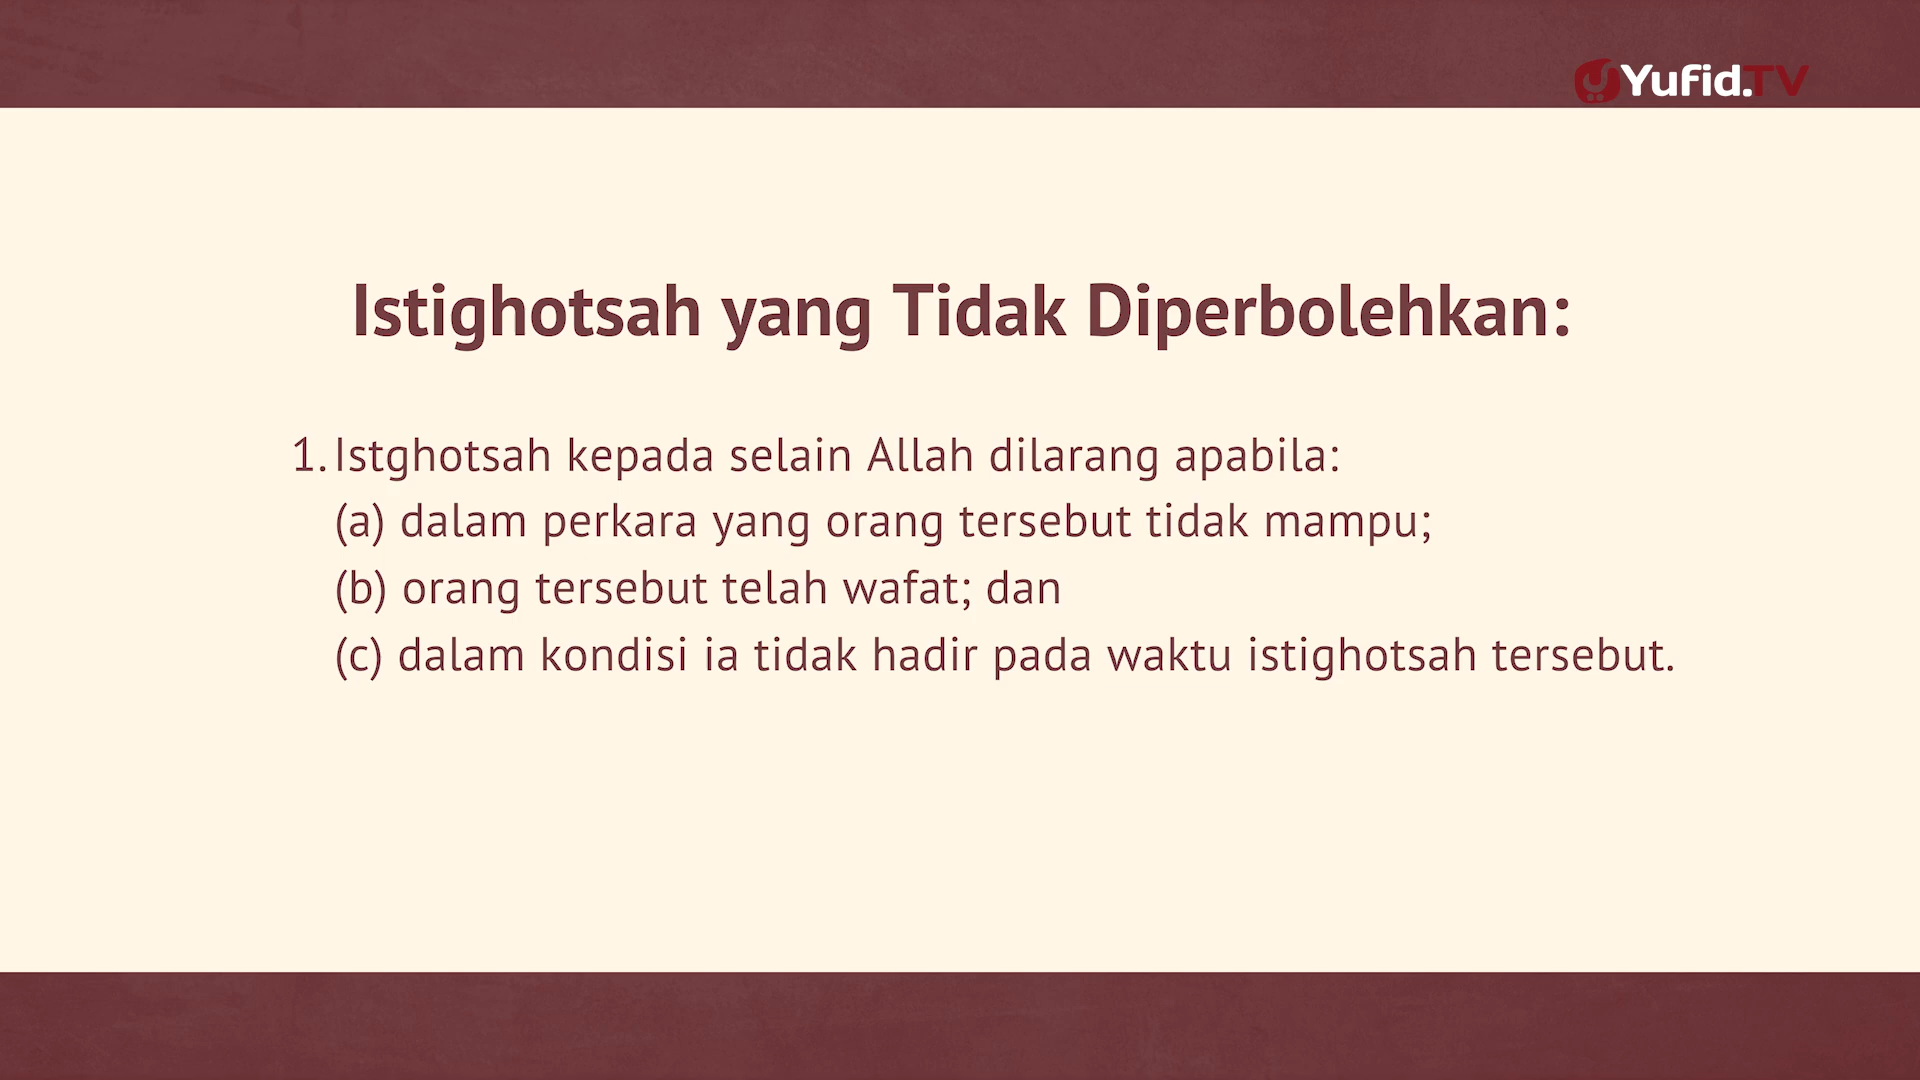 Yufid.TV
Istighotsah yang Tidak Diperbolehkan:
1. Istghotsah kepada selain Allah dilarang apabila:
(a) dalam perkara yang orang tersebut tidak mampu;
(b) orang tersebut telah wafat; dan
(c) dalam kondisi ia tidak hadir pada waktu istighotsah tersebut.